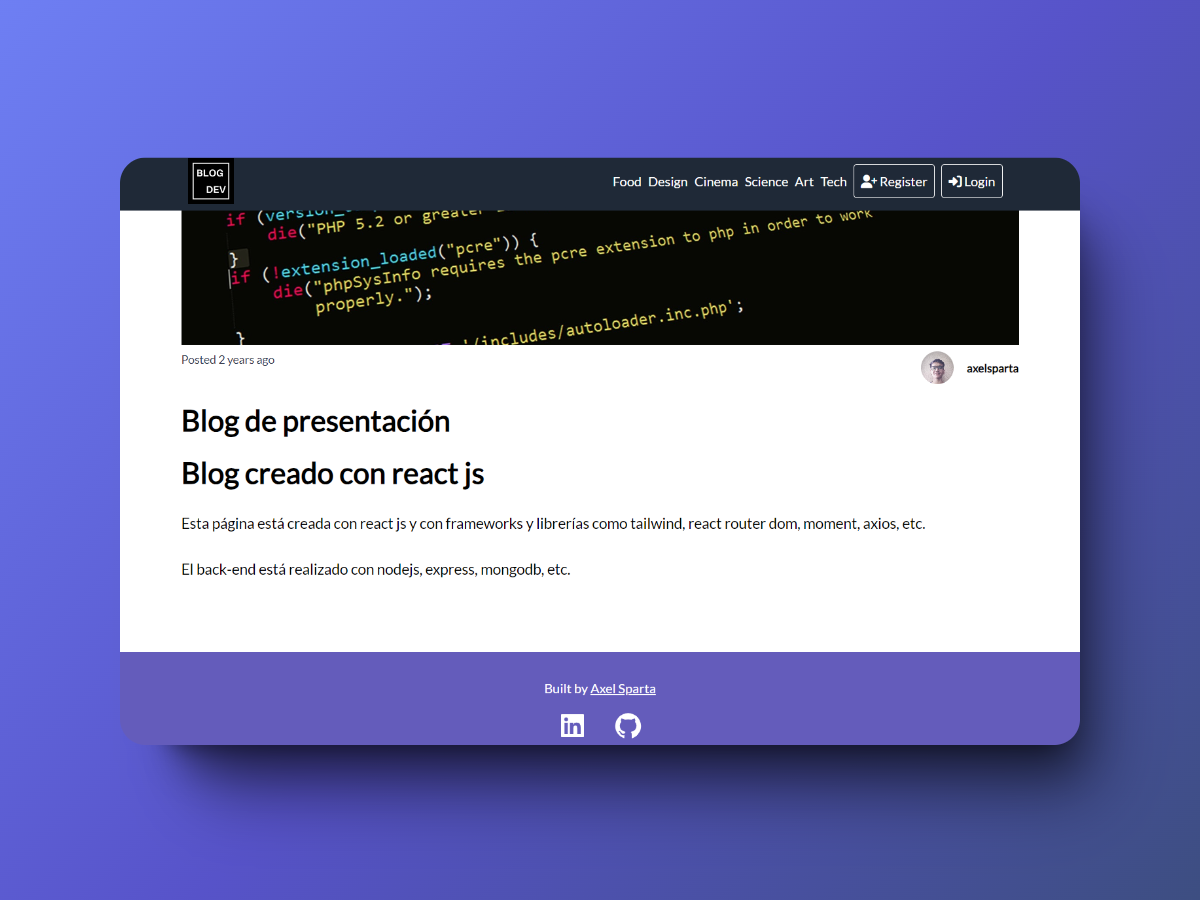 BLOG
DEV
Food Design Cinema Science Art Tech Register Login
if (version_
die("PHP 5.2 or greater
}
if (!extension_loaded("pcre")) {
die("phpSysInfo requires the pcre extension to php in order to work
properly.");
}
'/includes/autoloader.inc.php';
Posted 2 years ago
axelsparta
Blog de presentación
Blog creado con react js
Esta página está creada con react js y con frameworks y librerías como tailwind, react router dom, moment, axios, etc.
El back-end está realizado con nodejs, express, mongodb, etc.
Built by Axel Sparta
in